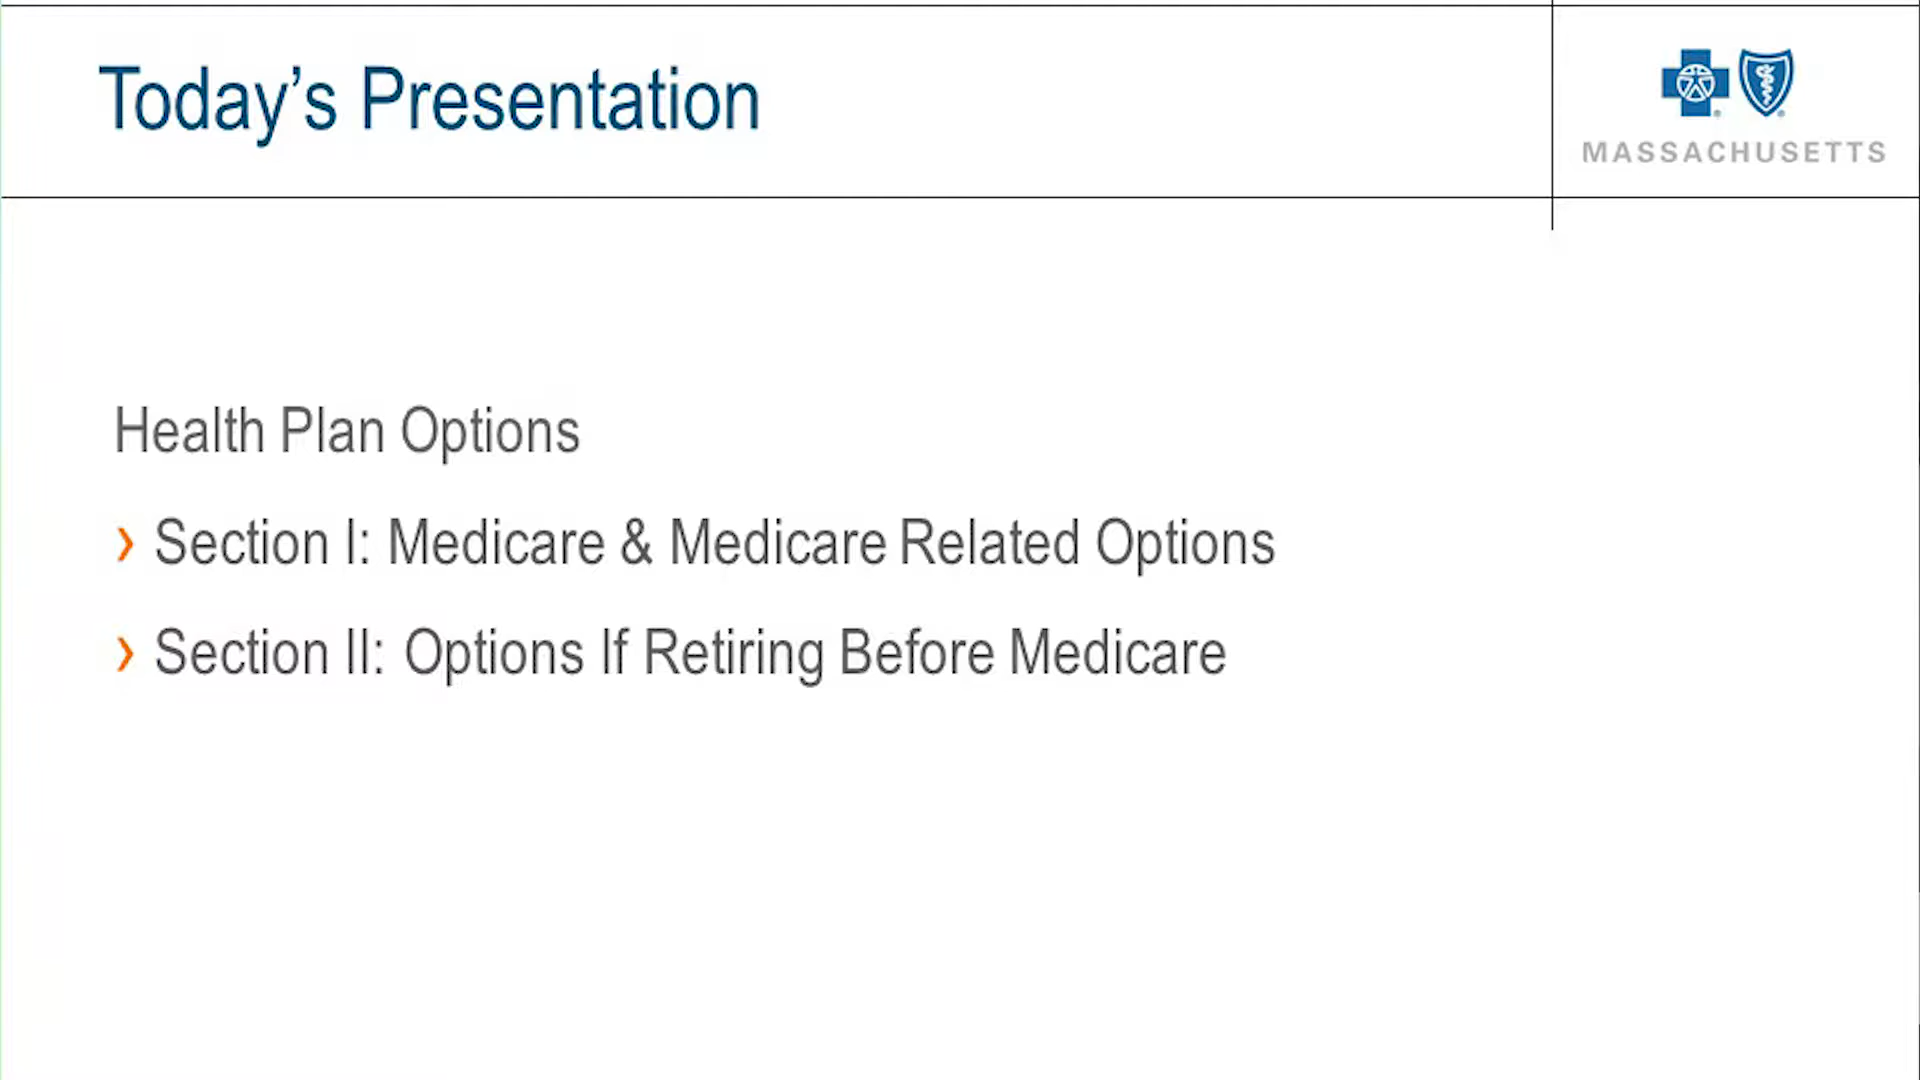 Today’s Presentation
MASSACHUSETTS
Health Plan Options
› Section I: Medicare & Medicare Related Options
› Section II: Options If Retiring Before Medicare